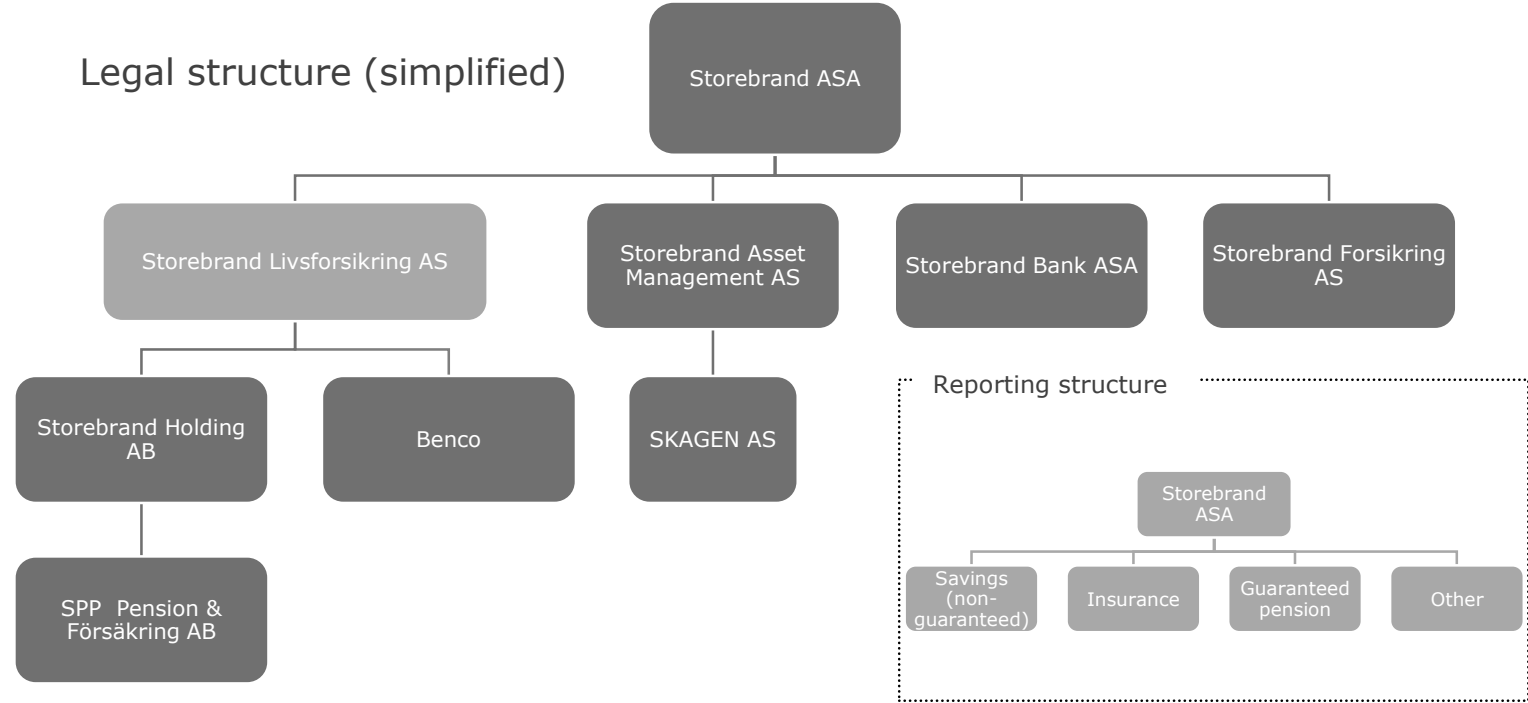 Legal structure (simplified)
Storebrand ASA
Storebrand Livsforsikring AS
Storebrand Asset
Management AS
Storebrand Bank ASA
Storebrand Forsikring
AS
Storebrand Holding
AB
Benco
SKAGEN AS
SPP  Pension &
Försäkring AB
Reporting structure
Storebrand
ASA
Savings
(non-
guaranteed)
Insurance
Guaranteed
pension
Other